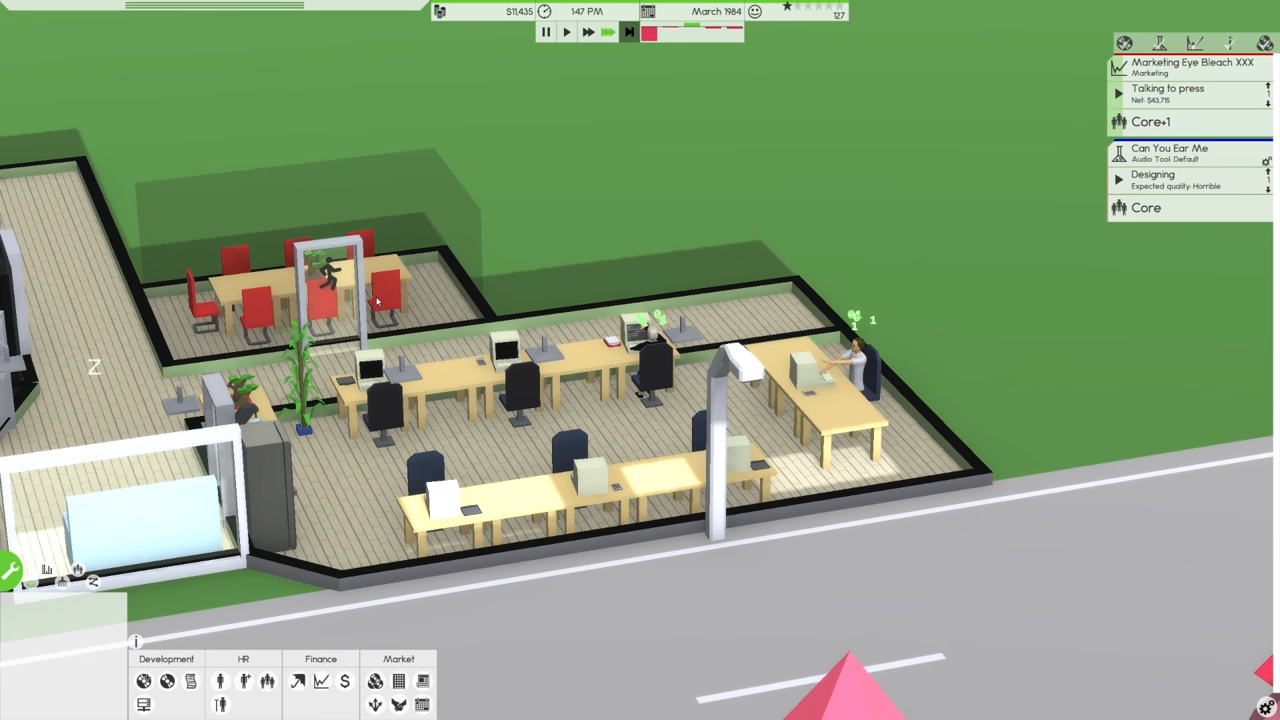 $11,435
1:47 PM
March 1984
127
Marketing Eye Bleach XXX
Marketing
Talking to press
Net: $43,715
1
Core+1
Can You Ear Me
Audio Tool: Default
Designing
Expected quality: Horrible
1
Core
1
Z
Z
i
Development
HR
Finance
Market
$